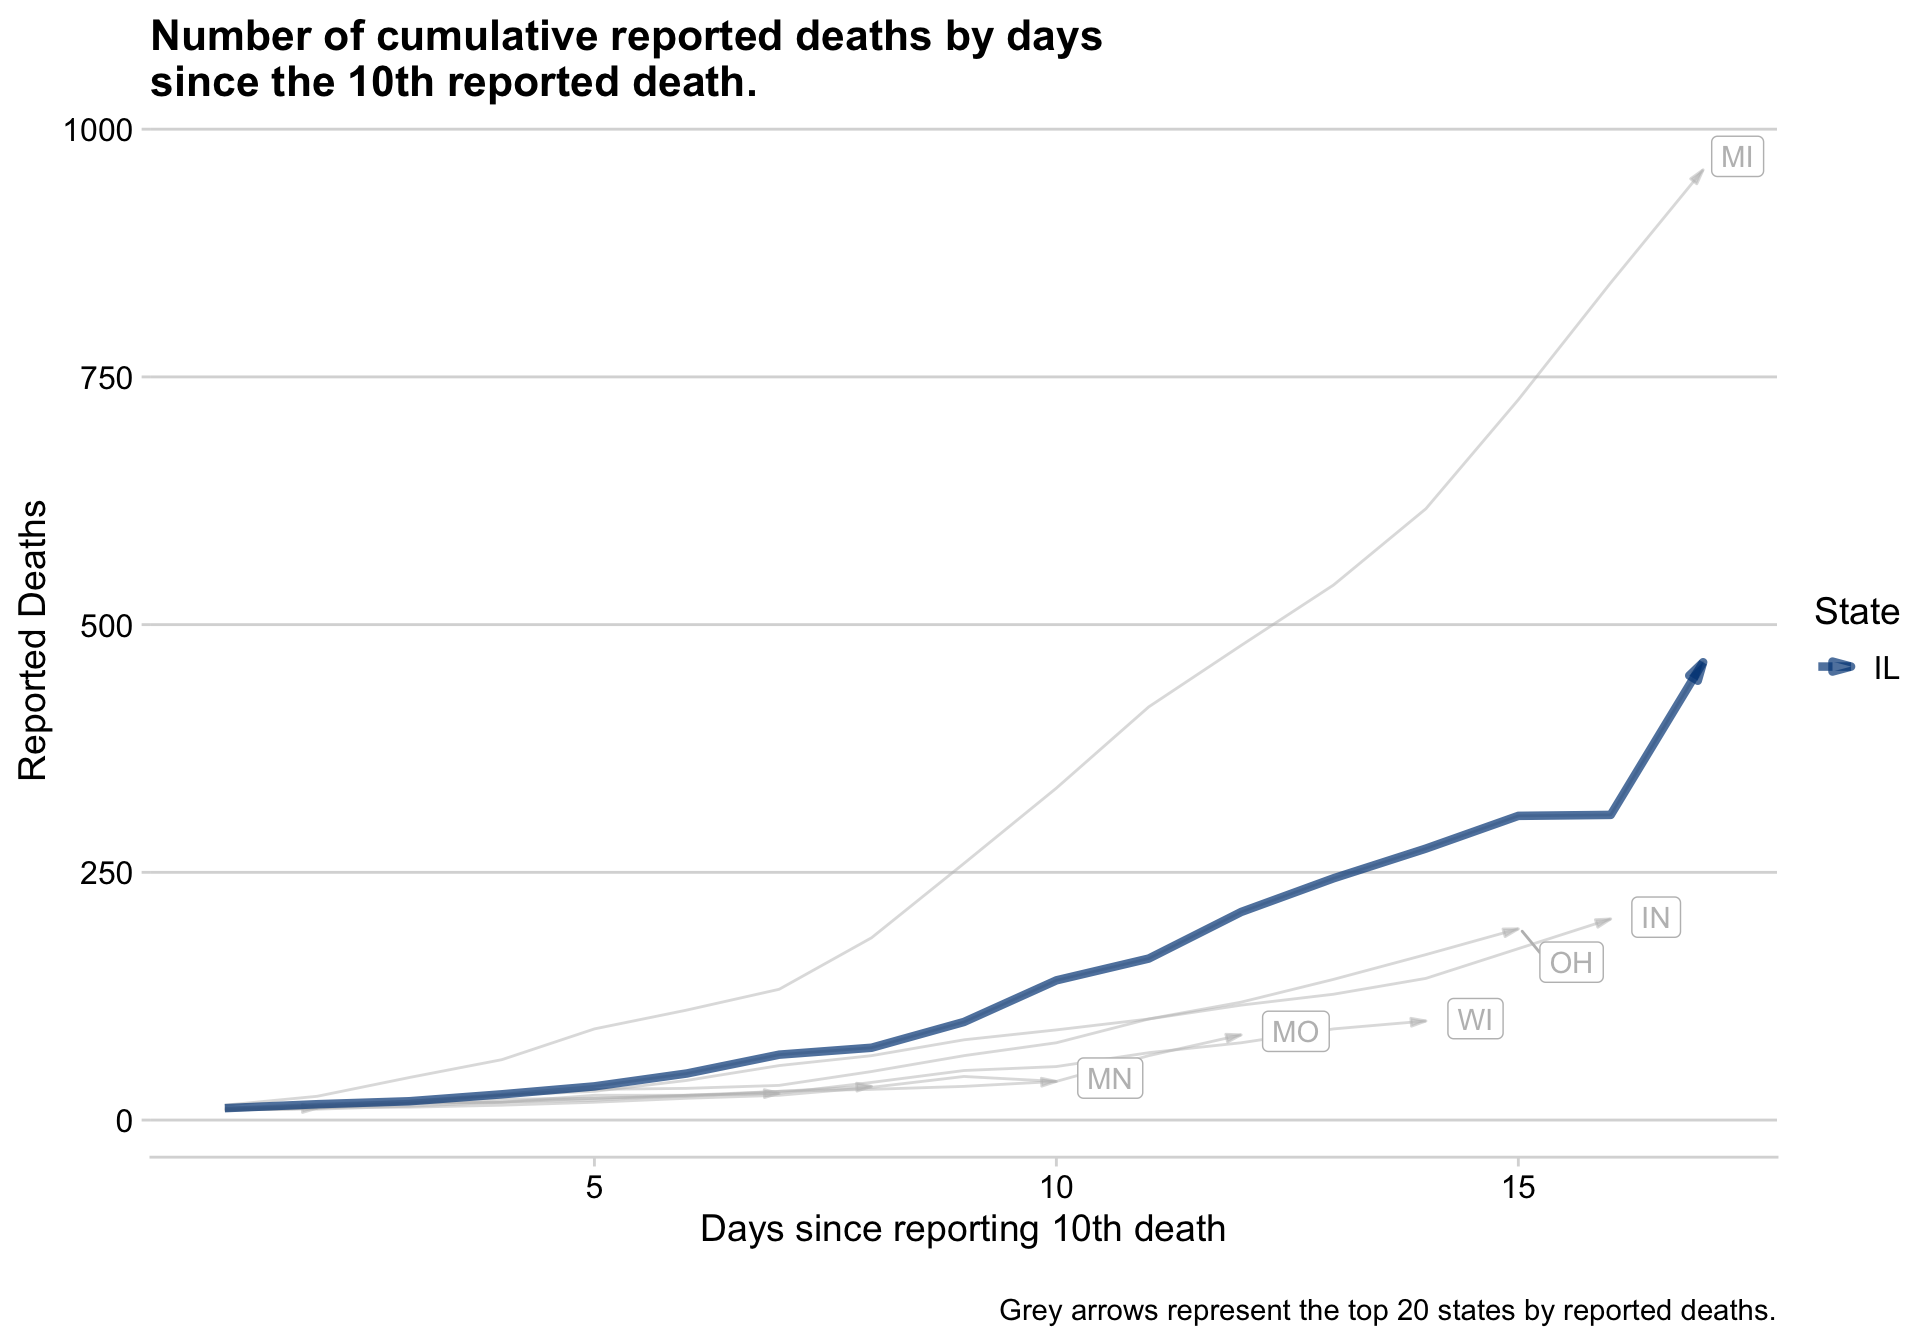 Number of cumulative reported deaths by days
since the 10th reported death.
1000
750
500
250
0
Reported Deaths
MI
IN
OH
WI
MO
MN
State
IL
5
10
15
Days since reporting 10th death
Grey arrows represent the top 20 states by reported deaths.